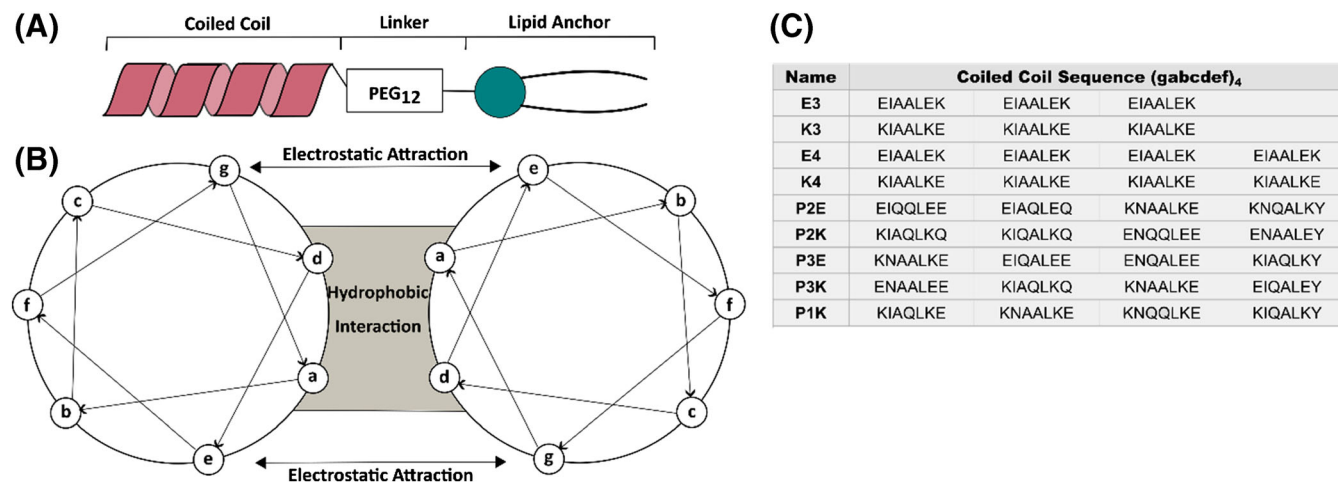 (A)
Coiled Coil Linker Lipid Anchor
PEG12
(B)
Electrostatic Attraction
g e
c b
d a
Hydrophobic
f f
Interaction
a d
b c
e g
Electrostatic Attraction
(C)
Name Coiled Coil Sequence (gabcdef)4
E3 EIAALEK EIAALEK EIAALEK
K3 KIAALKE KIAALKE KIAALKE
E4 EIAALEK EIAALEK EIAALEK EIAALEK
K4 KIAALKE KIAALKE KIAALKE KIAALKE
P2E EIQQLEE EIAQLEQ KNAALKE KNQALKY
P2K KIAQLKQ KIQALKQ ENQQLEE ENAALEY
P3E KNAALKE EIQALEE ENQALEE KIAQLKY
P3K ENAALEE KIAQLKQ KNAALKE EIQALEY
P1K KIAQLKE KNAALKE KNQQLKE KIQALKY